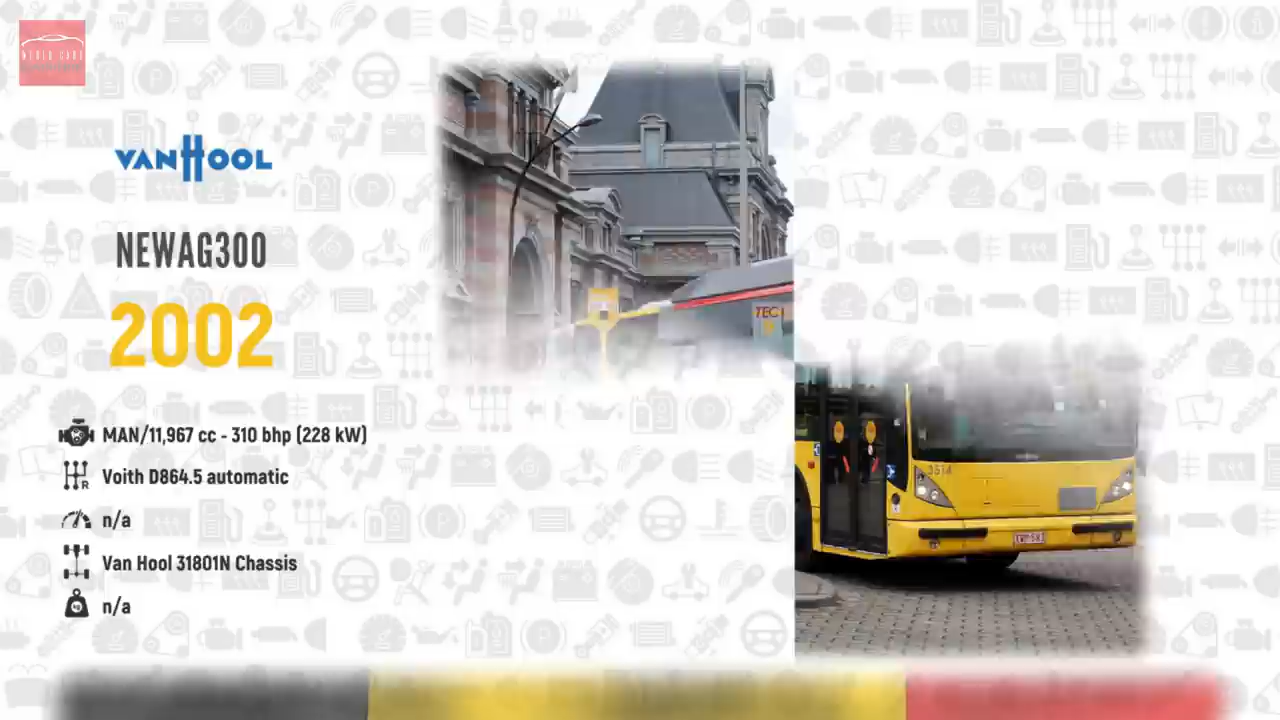 VANHOOL
NEWAG300
2002
MAN/11,967 cc - 310 bhp (228 kW)
Voith D864.5 automatic
n/a
R
Van Hool 31801N Chassis
n/a
TEC
3514